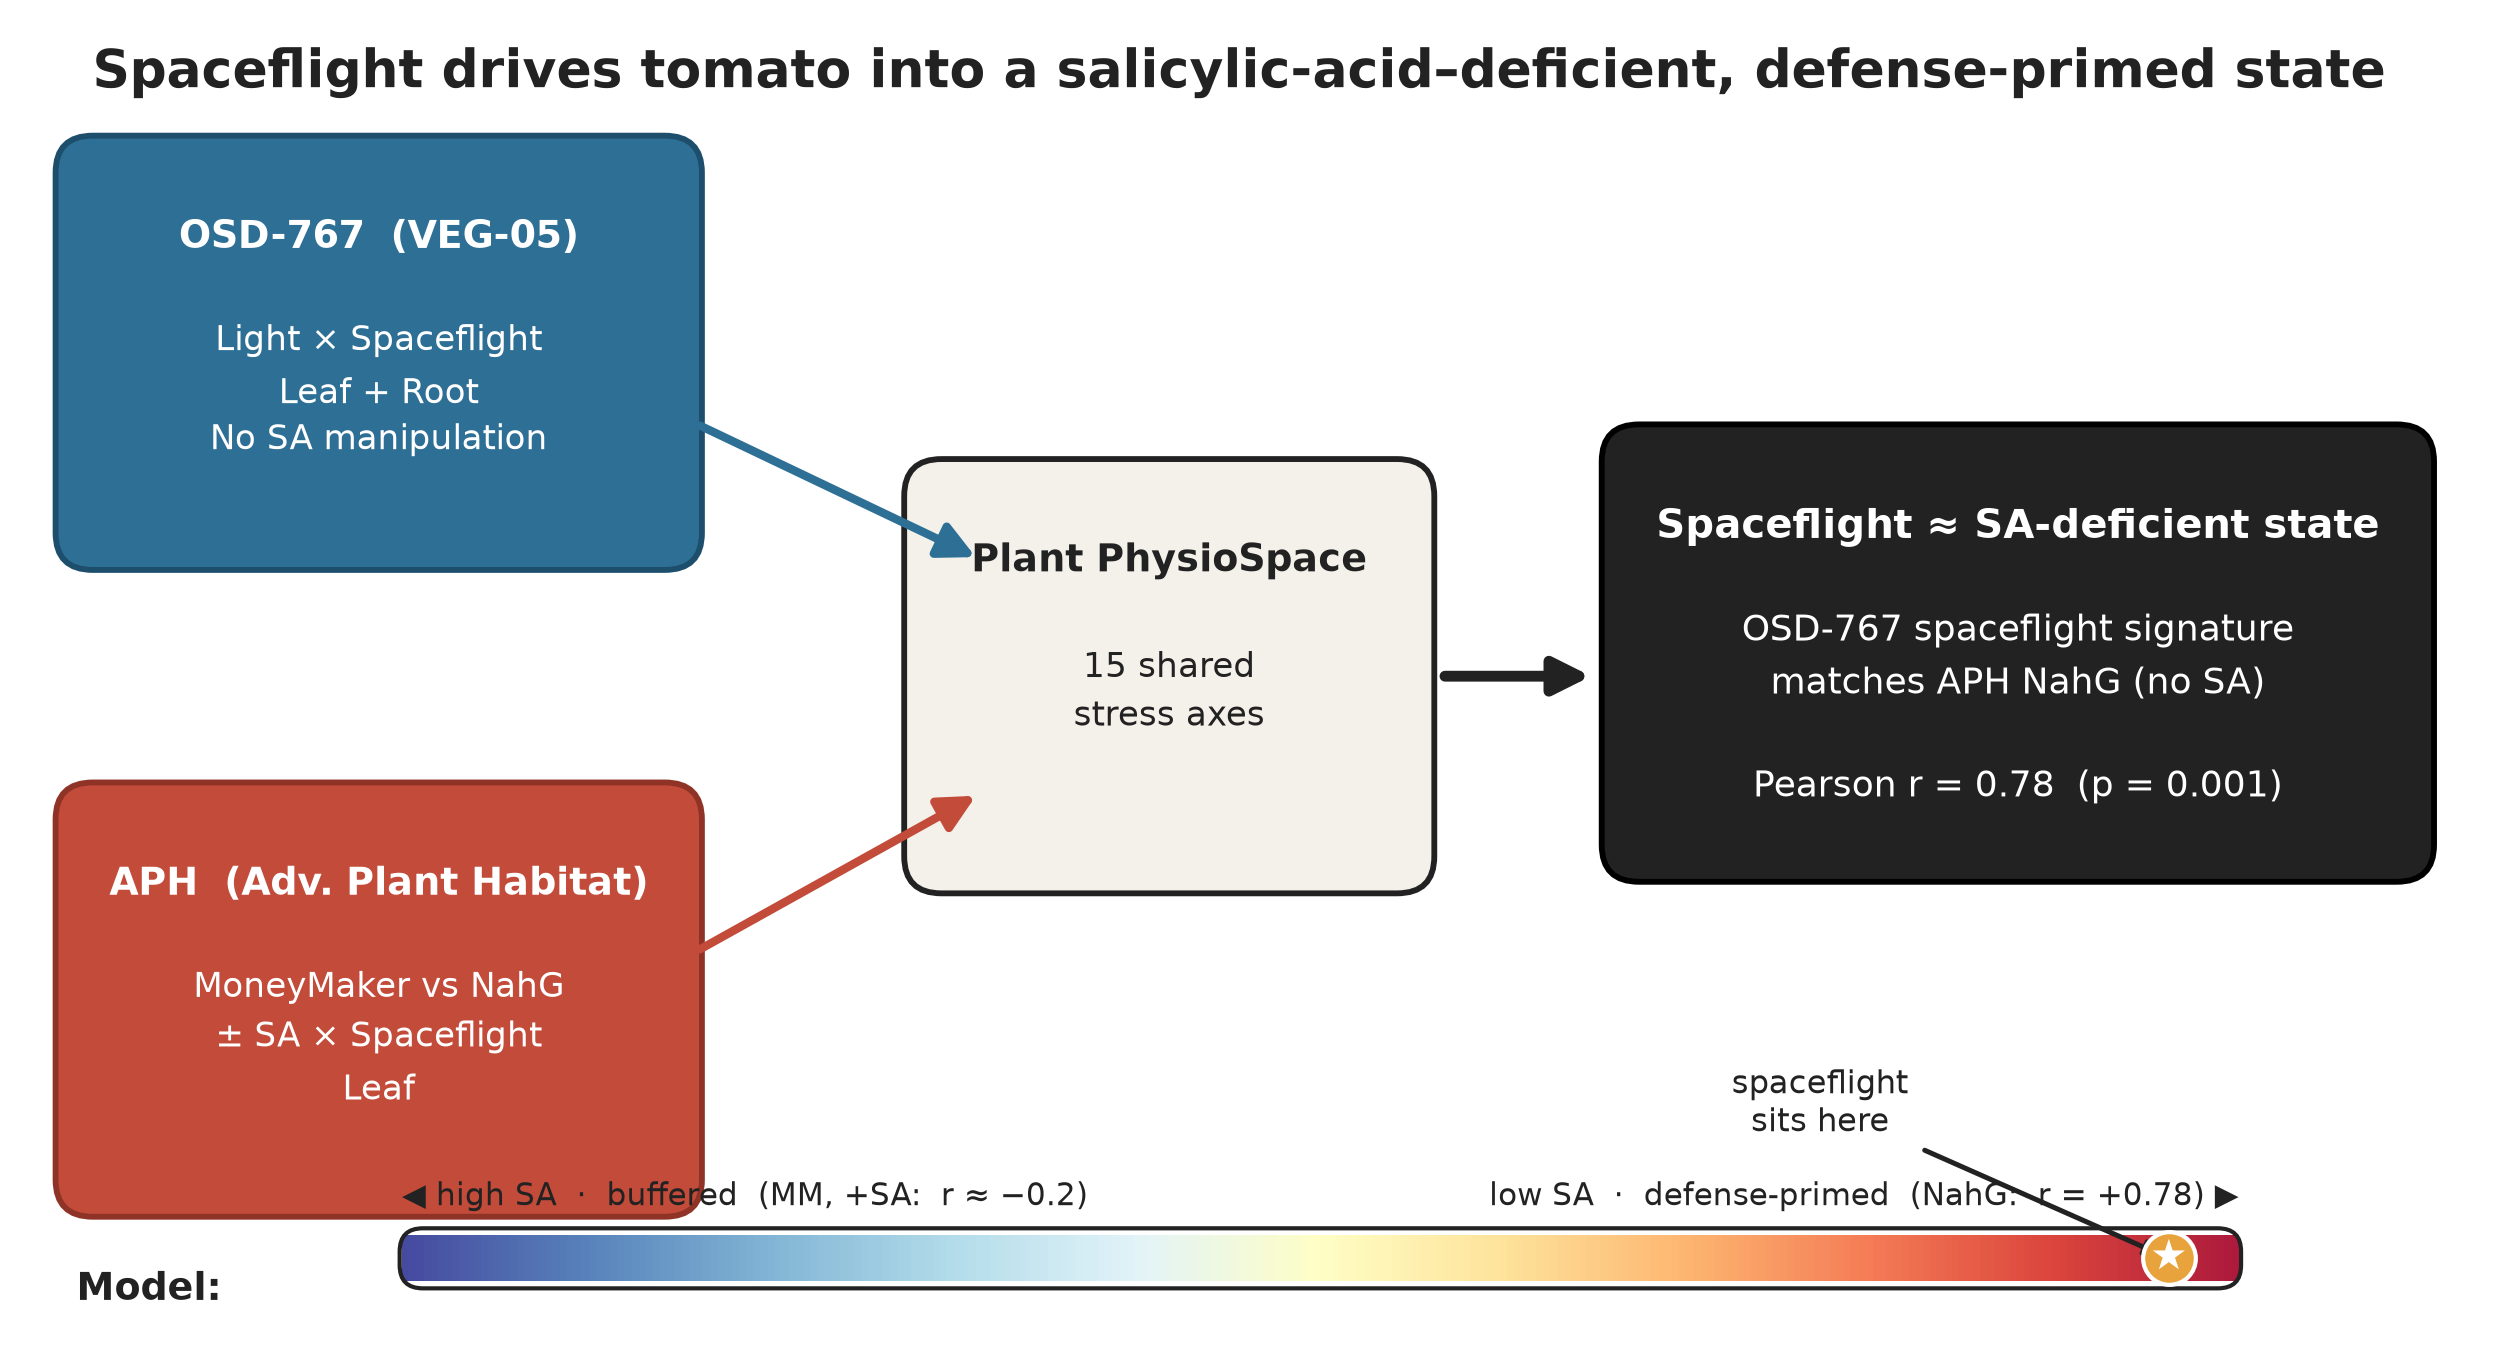 Spaceflight drives tomato into a salicylic-acid–deficient, defense-primed state
OSD-767  (VEG-05)
Light × Spaceflight
Leaf + Root
No SA manipulation
Plant PhysioSpace
15 shared
stress axes
Spaceflight ≈ SA-deficient state
OSD-767 spaceflight signature
matches APH NahG (no SA)
Pearson r = 0.78  (p = 0.001)
APH  (Adv. Plant Habitat)
MoneyMaker vs NahG
± SA × Spaceflight
Leaf
spaceflight
sits here
◀ high SA  ·  buffered  (MM, +SA:  r ≈ −0.2)
low SA  ·  defense-primed  (NahG:  r = +0.78) ▶
Model: